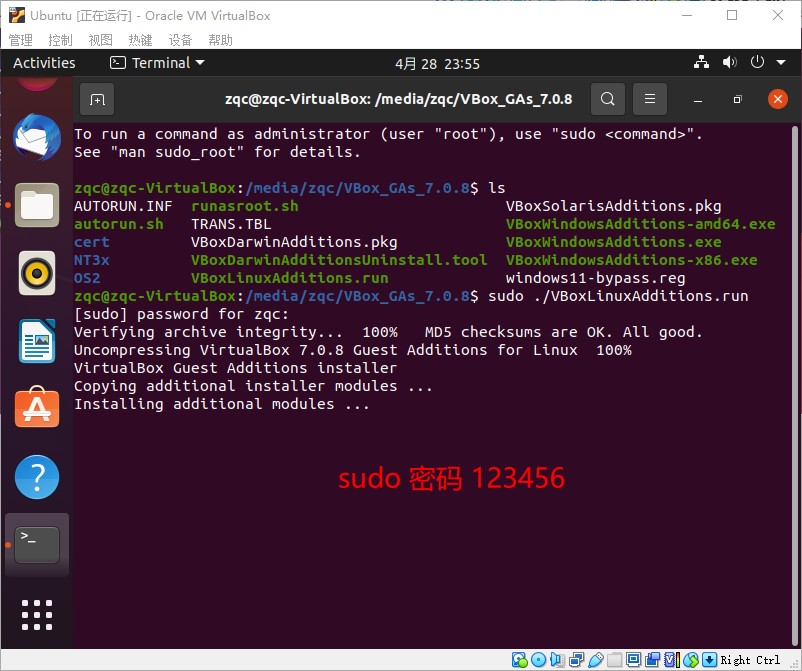 Ubuntu [正在运行] - Oracle VM VirtualBox
管理 控制 视图 热键 设备 帮助
Activities Terminal 4月 28 23:55
zqc@zqc-VirtualBox: /media/zqc/VBox_GAs_7.0.8
To run a command as administrator (user "root"), use "sudo <command>".
See "man sudo_root" for details.
zqc@zqc-VirtualBox:/media/zqc/VBox_GAs_7.0.8$ ls
AUTORUN.INF runasroot.sh VBoxSolarisAdditions.pkg
autorun.sh TRANS.TBL VBoxWindowsAdditions-amd64.exe
cert VBoxDarwinAdditions.pkg VBoxWindowsAdditions.exe
NT3x VBoxDarwinAdditionsUninstall.tool VBoxWindowsAdditions-x86.exe
OS2 VBoxLinuxAdditions.run windows11-bypass.reg
zqc@zqc-VirtualBox:/media/zqc/VBox_GAs_7.0.8$ sudo ./VBoxLinuxAdditions.run
[sudo] password for zqc:
Verifying archive integrity... 100% MD5 checksums are OK. All good.
Uncompressing VirtualBox 7.0.8 Guest Additions for Linux 100%
VirtualBox Guest Additions installer
Copying additional installer modules ...
Installing additional modules ...
sudo 密码 123456
Right Ctrl